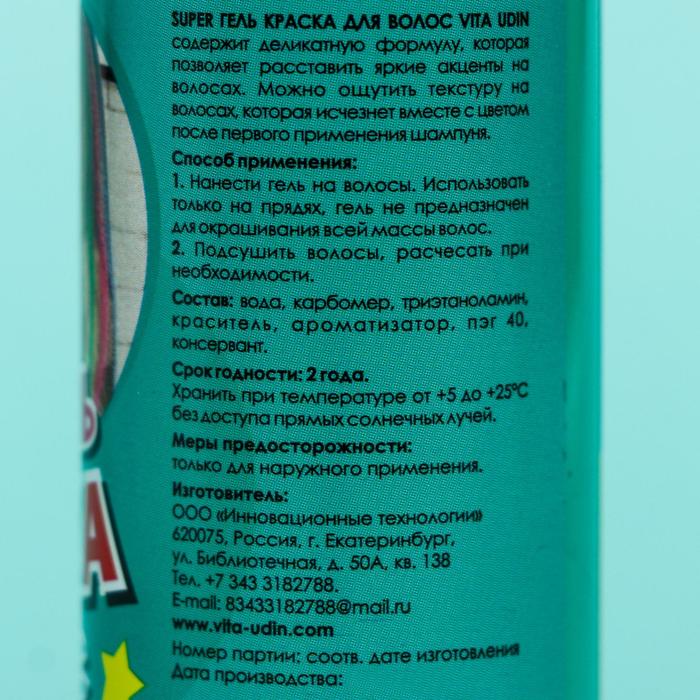 SUPER ГЕЛЬ КРАСКА ДЛЯ ВОЛОС VITA UDIN
содержит деликатную формулу, которая
позволяет расставить яркие акценты на
волосах. Можно ощутить текстуру на
волосах, которая исчезнет вместе с цветом
после первого применения шампуня.
Способ применения:
1. Нанести гель на волосы. Использовать
только на прядях, гель не предназначен
для окрашивания всей массы волос.
2. Подсушить волосы, расчесать при
необходимости.
Состав: вода, карбомер, триэтаноламин,
краситель, ароматизатор, пэг 40,
консервант.
Срок годности: 2 года.
Хранить при температуре от +5 до +25°C
без доступа прямых солнечных лучей.
Меры предосторожности:
только для наружного применения.
Изготовитель:
ООО «Инновационные технологии»
620075, Россия, г. Екатеринбург,
ул. Библиотечная, д. 50А, кв. 138
Тел. +7 343 3182788.
E-mail: 83433182788@mail.ru
www.vita-udin.com
Номер партии: соотв. дате изготовления
Дата производства:
Ь
А